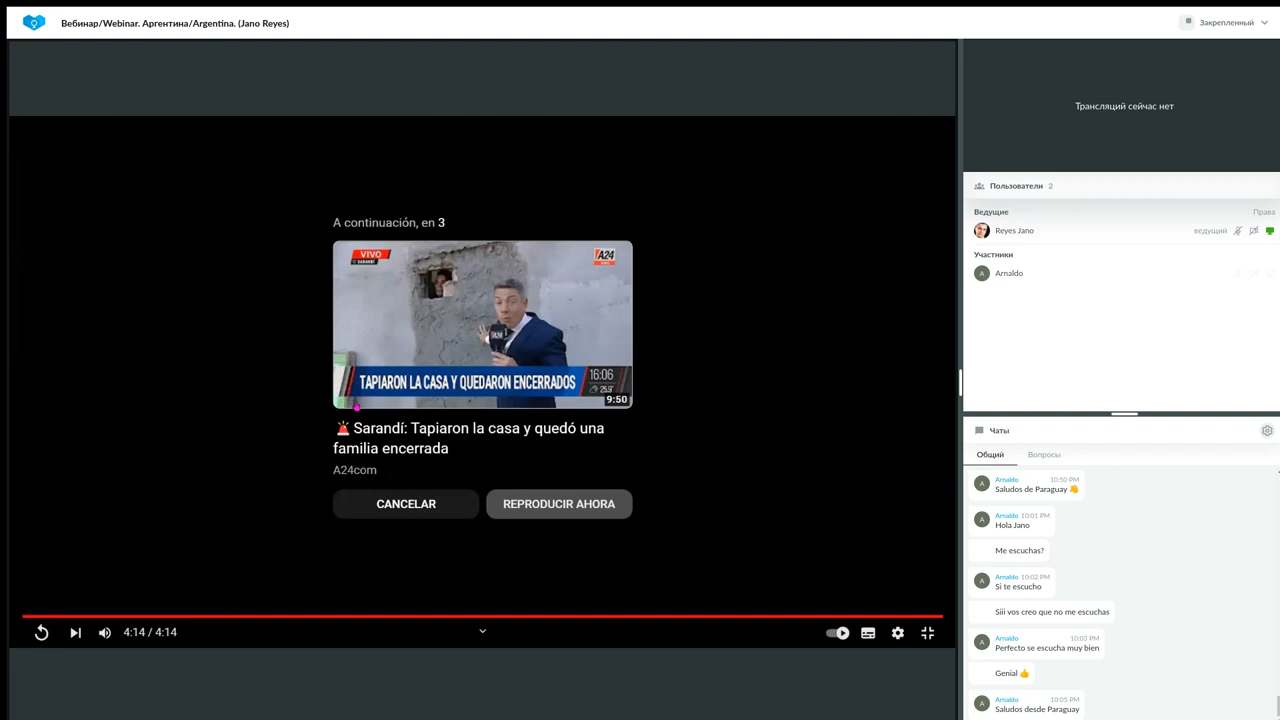 Вебинар/Webinar. Аргентина/Argentina. (Jano Reyes)
Закрепленный
Трансляций сейчас нет
Пользователи 2
Ведущие
Права
Reyes Jano
ведущий
Участники
A
Arnaldo
A continuación, en 3
VIVO
SARANDÍ
A24
TAPIARON LA CASA Y QUEDARON ENCERRADOS
16:06
25.9°
9:50
Sarandí: Tapiaron la casa y quedó una
familia encerrada
A24com
CANCELAR
REPRODUCIR AHORA
4:14 / 4:14
Чаты
Общий
Вопросы
A
Arnaldo 10:50 PM
Saludos de Paraguay 👋
A
Arnaldo 10:01 PM
Hola Jano
Me escuchas?
A
Arnaldo 10:02 PM
Si te escucho
Siii vos creo que no me escuchas
A
Arnaldo 10:03 PM
Perfecto se escucha muy bien
Genial 👍
A
Arnaldo 10:05 PM
Saludos desde Paraguay